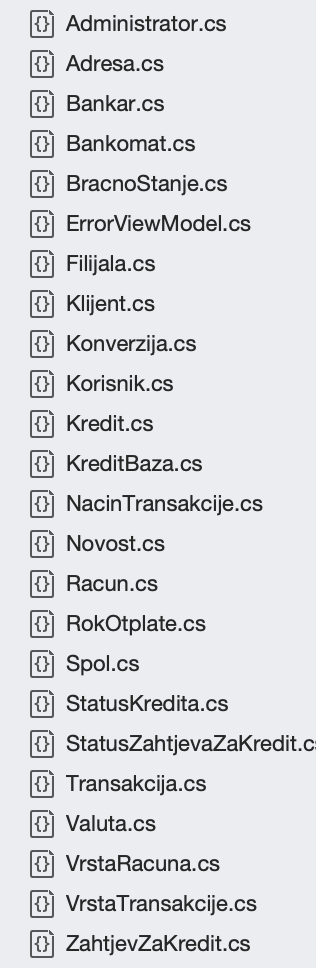 Administrator.cs
Adresa.cs
Bankar.cs
Bankomat.cs
BracnoStanje.cs
ErrorViewModel.cs
Filijala.cs
Klijent.cs
Konverzija.cs
Korisnik.cs
Kredit.cs
KreditBaza.cs
NacinTransakcije.cs
Novost.cs
Racun.cs
RokOtplate.cs
Spol.cs
StatusKredita.cs
StatusZahtjevaZaKredit.cs
Transakcija.cs
Valuta.cs
VrstaRacuna.cs
VrstaTransakcije.cs
ZahtjevZaKredit.cs